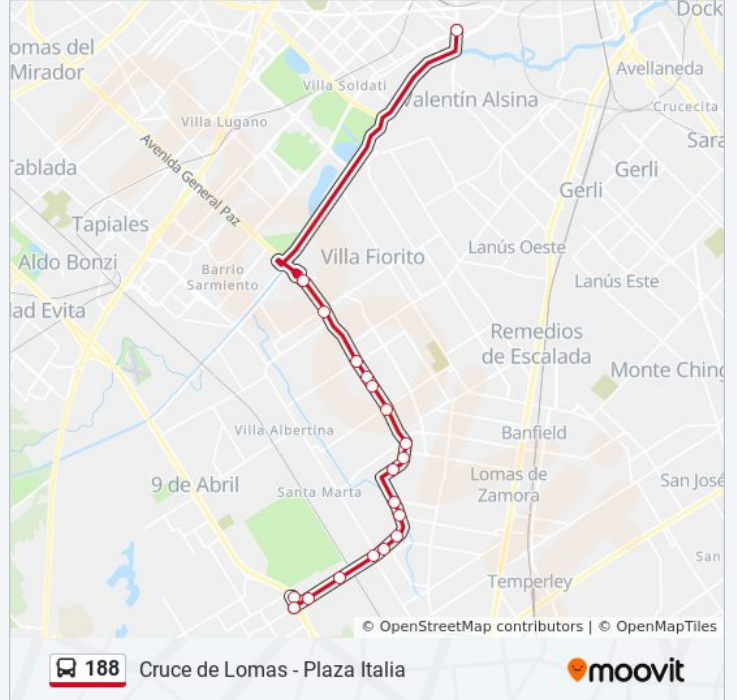 Dock
omas del
Mirador
Avellaneda
Villa Soldati
Valentín Alsina
Crucecita
Villa Lugano
Avenida General Paz
Sara
Tablada
Gerli
Gerli
Tapiales
Lanús Oeste
Villa Fiorito
Aldo Bonzi
Barrio
Sarmiento
Lanús Este
dad Evita
Remedios
de Escalada
Monte Ching
Villa Albertina
Banfield
9 de Abril
Santa Marta
Lomas de
Zamora
San José
San
Temperley
© OpenStreetMap contributors | © OpenMapTiles
188 Cruce de Lomas - Plaza Italia
moovit